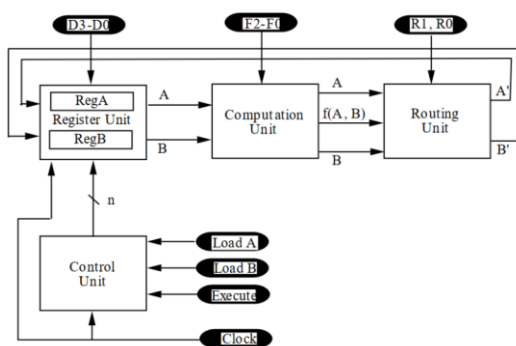 D3-D0
F2-F0
R1, R0
RegA
Register Unit
RegB
A
B
Computation
Unit
A
f(A, B)
B
Routing
Unit
A'
B'
n
Control
Unit
Load A
Load B
Execute
Clock